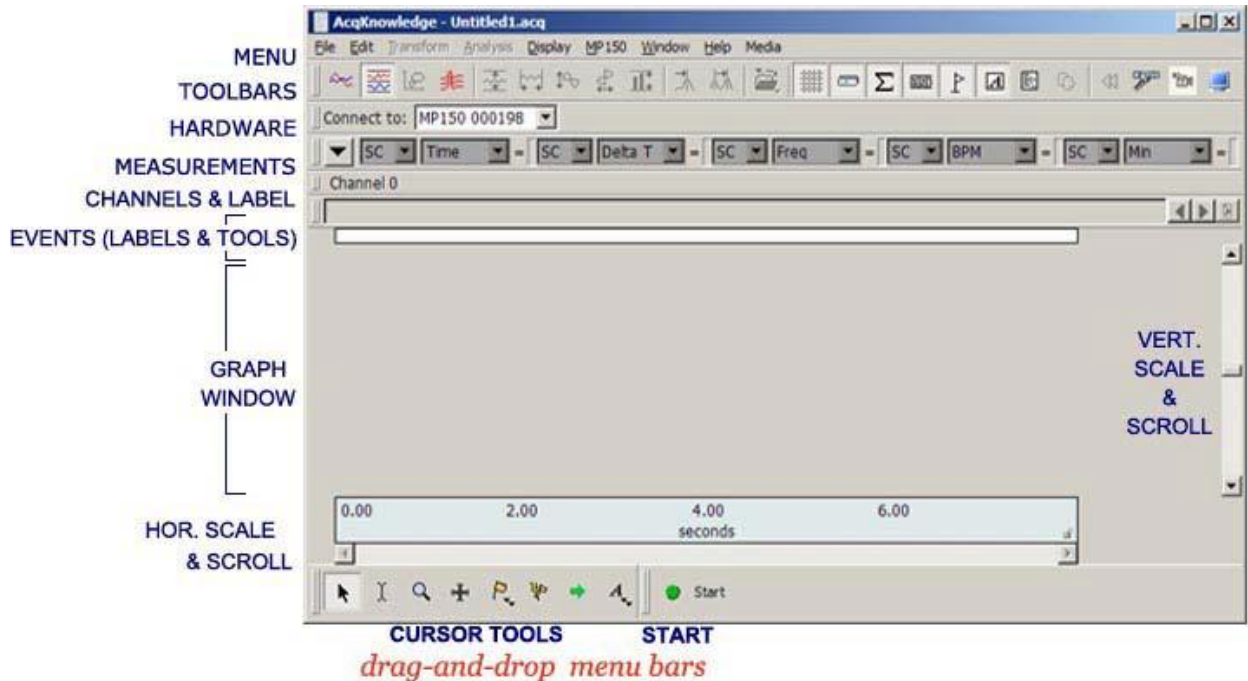 AcqKnowledge - Untitled1.acq
File Edit Transform Analysis Display MP150 Window Help Media
MENU
TOOLBARS
HARDWARE
Connect to: MP150 000198
MEASUREMENTS
SC Time = SC Delta T = SC Freq = SC BPM = SC Min =
CHANNELS & LABEL
Channel 0
EVENTS (LABELS & TOOLS)
GRAPH
WINDOW
VERT.
SCALE
&
SCROLL
HOR. SCALE
& SCROLL
0.00 2.00 4.00 6.00
seconds
Start
CURSOR TOOLS START
drag-and-drop menu bars